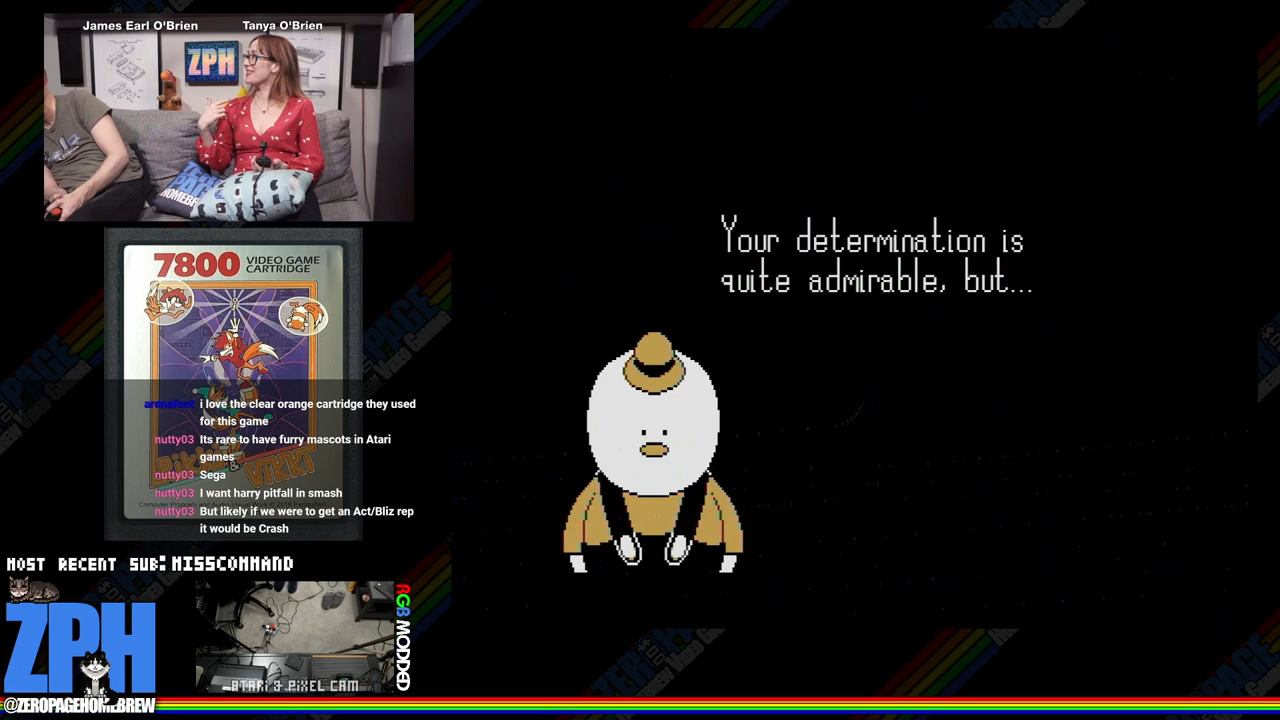 James Earl O'Brien
Tanya O'Brien
ZPH
7800 VIDEO GAME
CARTRIDGE
Your determination is
quite admirable, but...
arenafoot i love the clear orange cartridge they used
for this game
nutty03 Its rare to have furry mascots in Atari
games
nutty03 Sega
nutty03 I want harry pitfall in smash
nutty03 But likely if we were to get an Act/Bliz rep
it would be Crash
MOST RECENT SUB: MISSCOMMAND
ZPH
RGB MODDED
ATARI & PIXEL CAM
@ZEROPAGEHOMEBREW